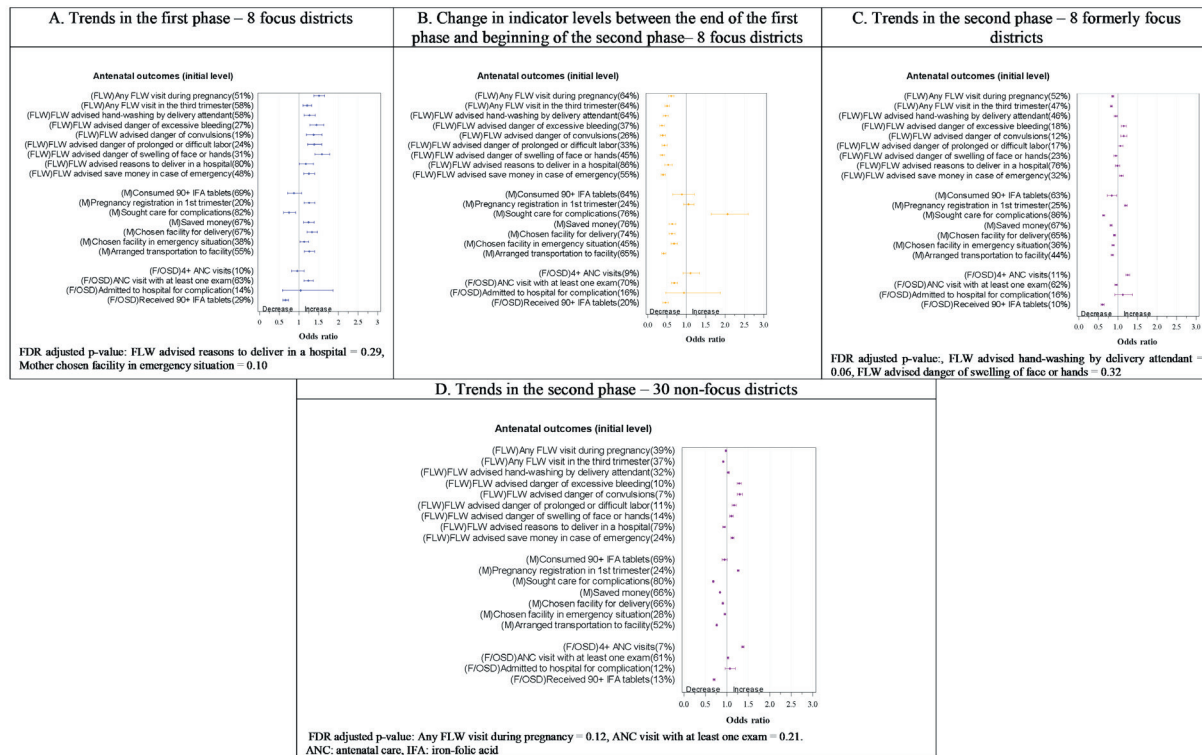 A. Trends in the first phase – 8 focus districts
Antenatal outcomes (initial level)
(FLW)Any FLW visit during pregnancy(51%)
(FLW)Any FLW visit in the third trimester(58%)
(FLW)FLW advised hand-washing by delivery attendant(58%)
(FLW)FLW advised danger of excessive bleeding(27%)
(FLW)FLW advised danger of convulsions(19%)
(FLW)FLW advised danger of prolonged or difficult labor(24%)
(FLW)FLW advised danger of swelling of face or hands(31%)
(FLW)FLW advised reasons to deliver in a hospital(80%)
(FLW)FLW advised save money in case of emergency(48%)
(M)Consumed 90+ IFA tablets(69%)
(M)Pregnancy registration in 1st trimester(20%)
(M)Sought care for complications(82%)
(M)Saved money(67%)
(M)Chosen facility for delivery(67%)
(M)Chosen facility in emergency situation(38%)
(M)Arranged transportation to facility(55%)
(F/OSD)4+ ANC visits(10%)
(F/OSD)ANC visit with at least one exam(63%)
(F/OSD)Admitted to hospital for complication(14%)
(F/OSD)Received 90+ IFA tablets(29%)
Decrease Increase
0 1 2 3
Odds ratio
FDR adjusted p-value: FLW advised reasons to deliver in a hospital = 0.29,
Mother chosen facility in emergency situation = 0.10
B. Change in indicator levels between the end of the first
phase and beginning of the second phase– 8 focus districts
Antenatal outcomes (initial level)
(FLW)Any FLW visit during pregnancy(64%)
(FLW)Any FLW visit in the third trimester(64%)
(FLW)FLW advised hand-washing by delivery attendant(64%)
(FLW)FLW advised danger of excessive bleeding(37%)
(FLW)FLW advised danger of convulsions(26%)
(FLW)FLW advised danger of prolonged or difficult labor(33%)
(FLW)FLW advised danger of swelling of face or hands(45%)
(FLW)FLW advised reasons to deliver in a hospital(86%)
(FLW)FLW advised save money in case of emergency(55%)
(M)Consumed 90+ IFA tablets(64%)
(M)Pregnancy registration in 1st trimester(24%)
(M)Sought care for complications(76%)
(M)Saved money(76%)
(M)Chosen facility for delivery(74%)
(M)Chosen facility in emergency situation(45%)
(M)Arranged transportation to facility(65%)
(F/OSD)4+ ANC visits(9%)
(F/OSD)ANC visit with at least one exam(70%)
(F/OSD)Admitted to hospital for complication(16%)
(F/OSD)Received 90+ IFA tablets(20%)
Decrease Increase
0.0 0.5 1.0 1.5 2.0 2.5 3.0
Odds ratio
C. Trends in the second phase – 8 formerly focus
districts
Antenatal outcomes (initial level)
(FLW)Any FLW visit during pregnancy(52%)
(FLW)Any FLW visit in the third trimester(47%)
(FLW)FLW advised hand-washing by delivery attendant(46%)
(FLW)FLW advised danger of excessive bleeding(18%)
(FLW)FLW advised danger of convulsions(12%)
(FLW)FLW advised danger of prolonged or difficult labor(17%)
(FLW)FLW advised danger of swelling of face or hands(23%)
(FLW)FLW advised reasons to deliver in a hospital(76%)
(FLW)FLW advised save money in case of emergency(32%)
(M)Consumed 90+ IFA tablets(63%)
(M)Pregnancy registration in 1st trimester(25%)
(M)Sought care for complications(86%)
(M)Saved money(67%)
(M)Chosen facility for delivery(65%)
(M)Chosen facility in emergency situation(36%)
(M)Arranged transportation to facility(44%)
(F/OSD)4+ ANC visits(11%)
(F/OSD)ANC visit with at least one exam(62%)
(F/OSD)Admitted to hospital for complication(16%)
(F/OSD)Received 90+ IFA tablets(10%)
Decrease Increase
0.0 0.5 1.0 1.5 2.0 2.5 3.0
Odds ratio
FDR adjusted p-value:, FLW advised hand-washing by delivery attendant =
0.06, FLW advised danger of swelling of face or hands = 0.32
D. Trends in the second phase – 30 non-focus districts
Antenatal outcomes (initial level)
(FLW)Any FLW visit during pregnancy(39%)
(FLW)Any FLW visit in the third trimester(37%)
(FLW)FLW advised hand-washing by delivery attendant(32%)
(FLW)FLW advised danger of excessive bleeding(10%)
(FLW)FLW advised danger of convulsions(7%)
(FLW)FLW advised danger of prolonged or difficult labor(11%)
(FLW)FLW advised danger of swelling of face or hands(14%)
(FLW)FLW advised reasons to deliver in a hospital(79%)
(FLW)FLW advised save money in case of emergency(24%)
(M)Consumed 90+ IFA tablets(69%)
(M)Pregnancy registration in 1st trimester(24%)
(M)Sought care for complications(80%)
(M)Saved money(66%)
(M)Chosen facility for delivery(66%)
(M)Chosen facility in emergency situation(28%)
(M)Arranged transportation to facility(52%)
(F/OSD)4+ ANC visits(7%)
(F/OSD)ANC visit with at least one exam(61%)
(F/OSD)Admitted to hospital for complication(12%)
(F/OSD)Received 90+ IFA tablets(13%)
Decrease Increase
0.0 0.5 1.0 1.5 2.0 2.5 3.0
Odds ratio
FDR adjusted p-value: Any FLW visit during pregnancy = 0.12, ANC visit with at least one exam = 0.21.
ANC: antenatal care, IFA: iron-folic acid